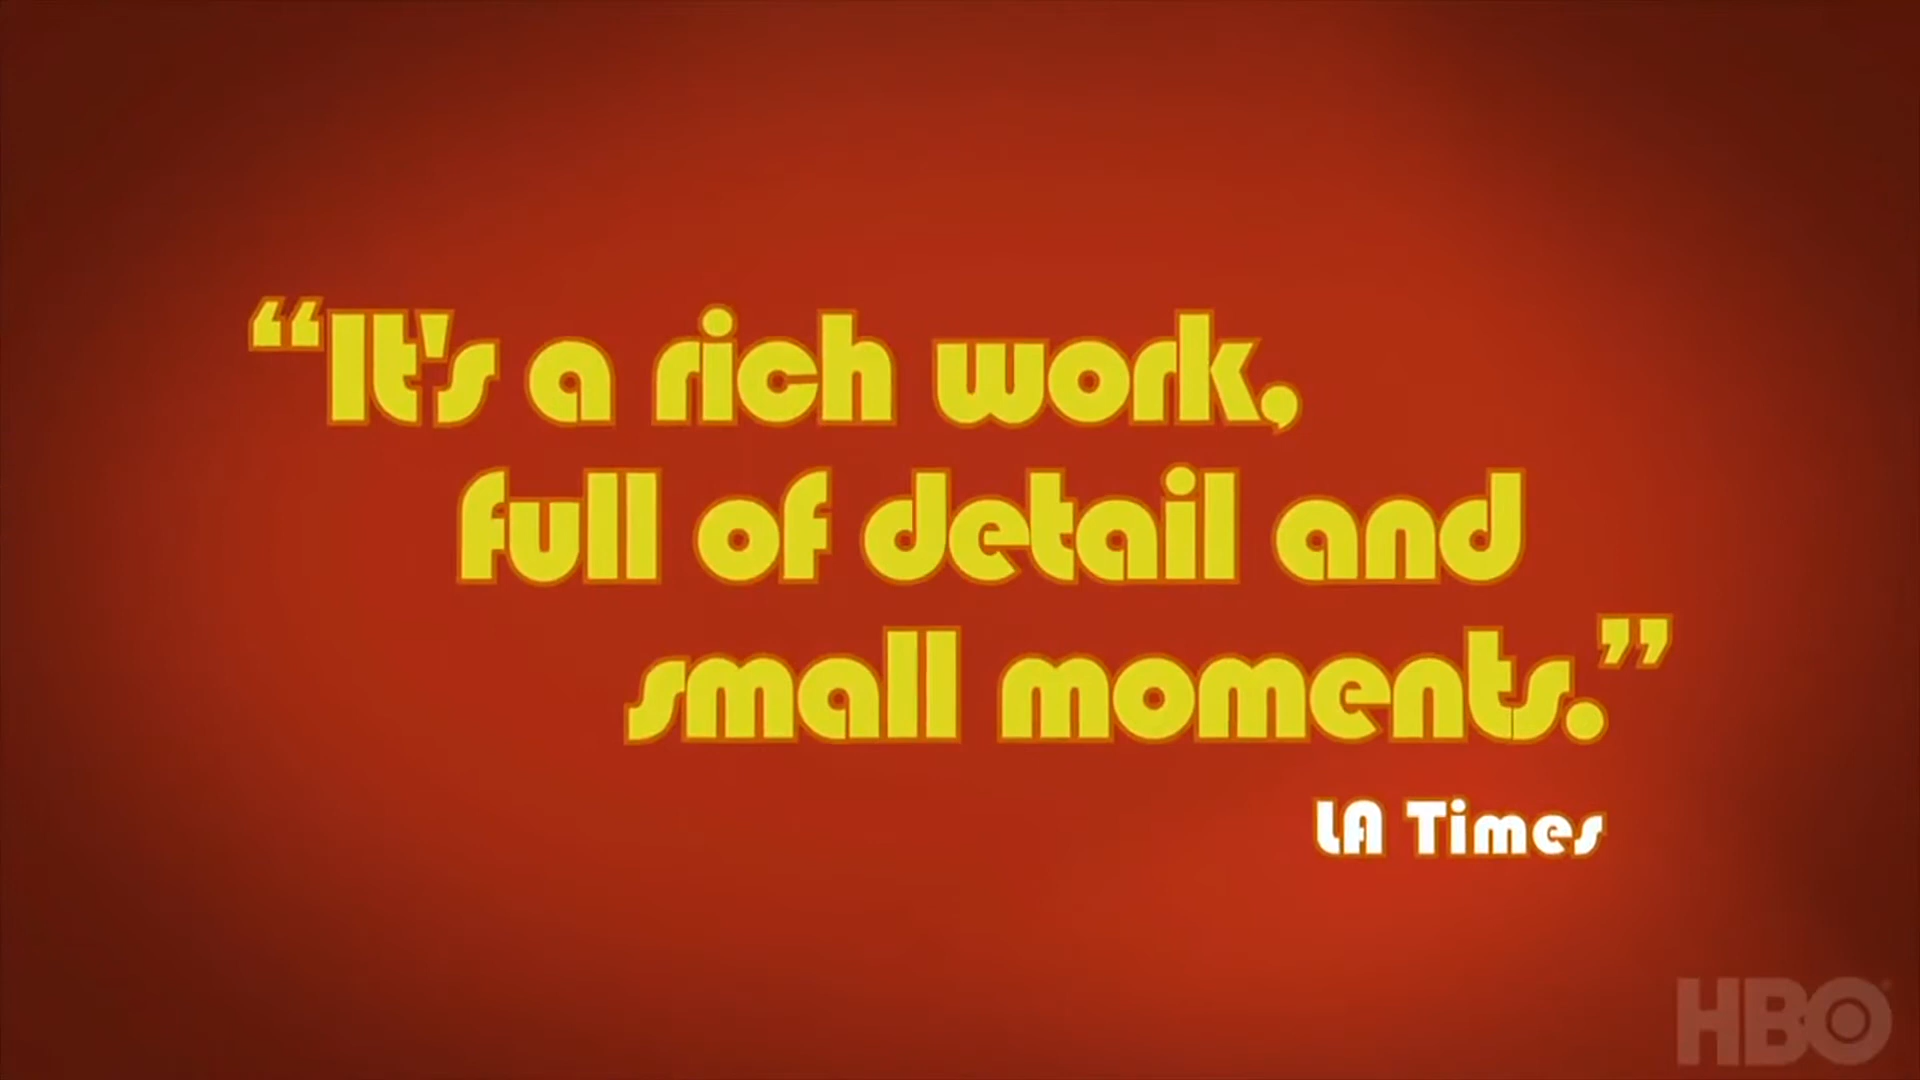 “It's a rich work,
full of detail and
small moments.”
LA Times
HBO